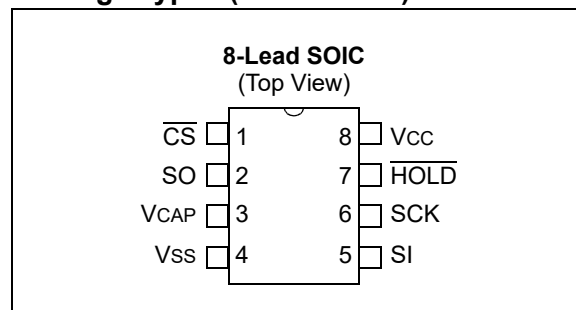 8-Lead SOIC
(Top View)
CS 1 8 VCC
SO 2 7 HOLD
VCAP 3 6 SCK
VSS 4 5 SI